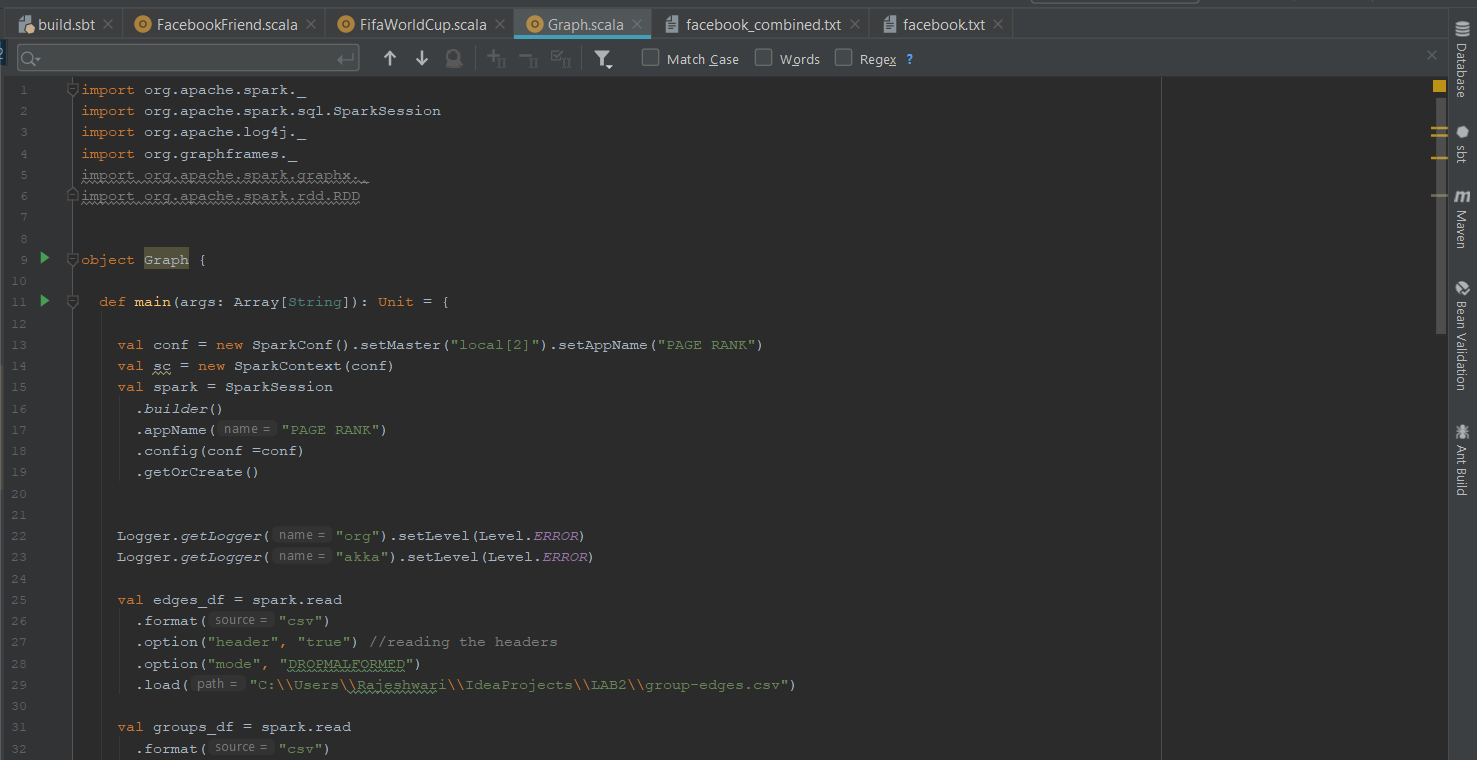 build.sbt FacebookFriend.scala FifaWorldCup.scala Graph.scala facebook_combined.txt facebook.txt
Match Case Words Regex ?
1 import org.apache.spark._
2 import org.apache.spark.sql.SparkSession
3 import org.apache.log4j._
4 import org.graphframes._
5 import org.apache.spark.graphx._
6 import org.apache.spark.rdd.RDD
7
8
9 object Graph {
10
11 def main(args: Array[String]): Unit = {
12
13 val conf = new SparkConf().setMaster("local[2]").setAppName("PAGE RANK")
14 val sc = new SparkContext(conf)
15 val spark = SparkSession
16 .builder()
17 .appName( name = "PAGE RANK")
18 .config(conf =conf)
19 .getOrCreate()
20
21
22 Logger.getLogger( name = "org").setLevel(Level.ERROR)
23 Logger.getLogger( name = "akka").setLevel(Level.ERROR)
24
25 val edges_df = spark.read
26 .format( source = "csv")
27 .option("header", "true") //reading the headers
28 .option("mode", "DROPMALFORMED")
29 .load( path = "C:\\Users\\Rajeshwari\\IdeaProjects\\LAB2\\group-edges.csv")
30
31 val groups_df = spark.read
32 .format( source = "csv")
Database
sbt
m Maven
Bean Validation
Ant Build